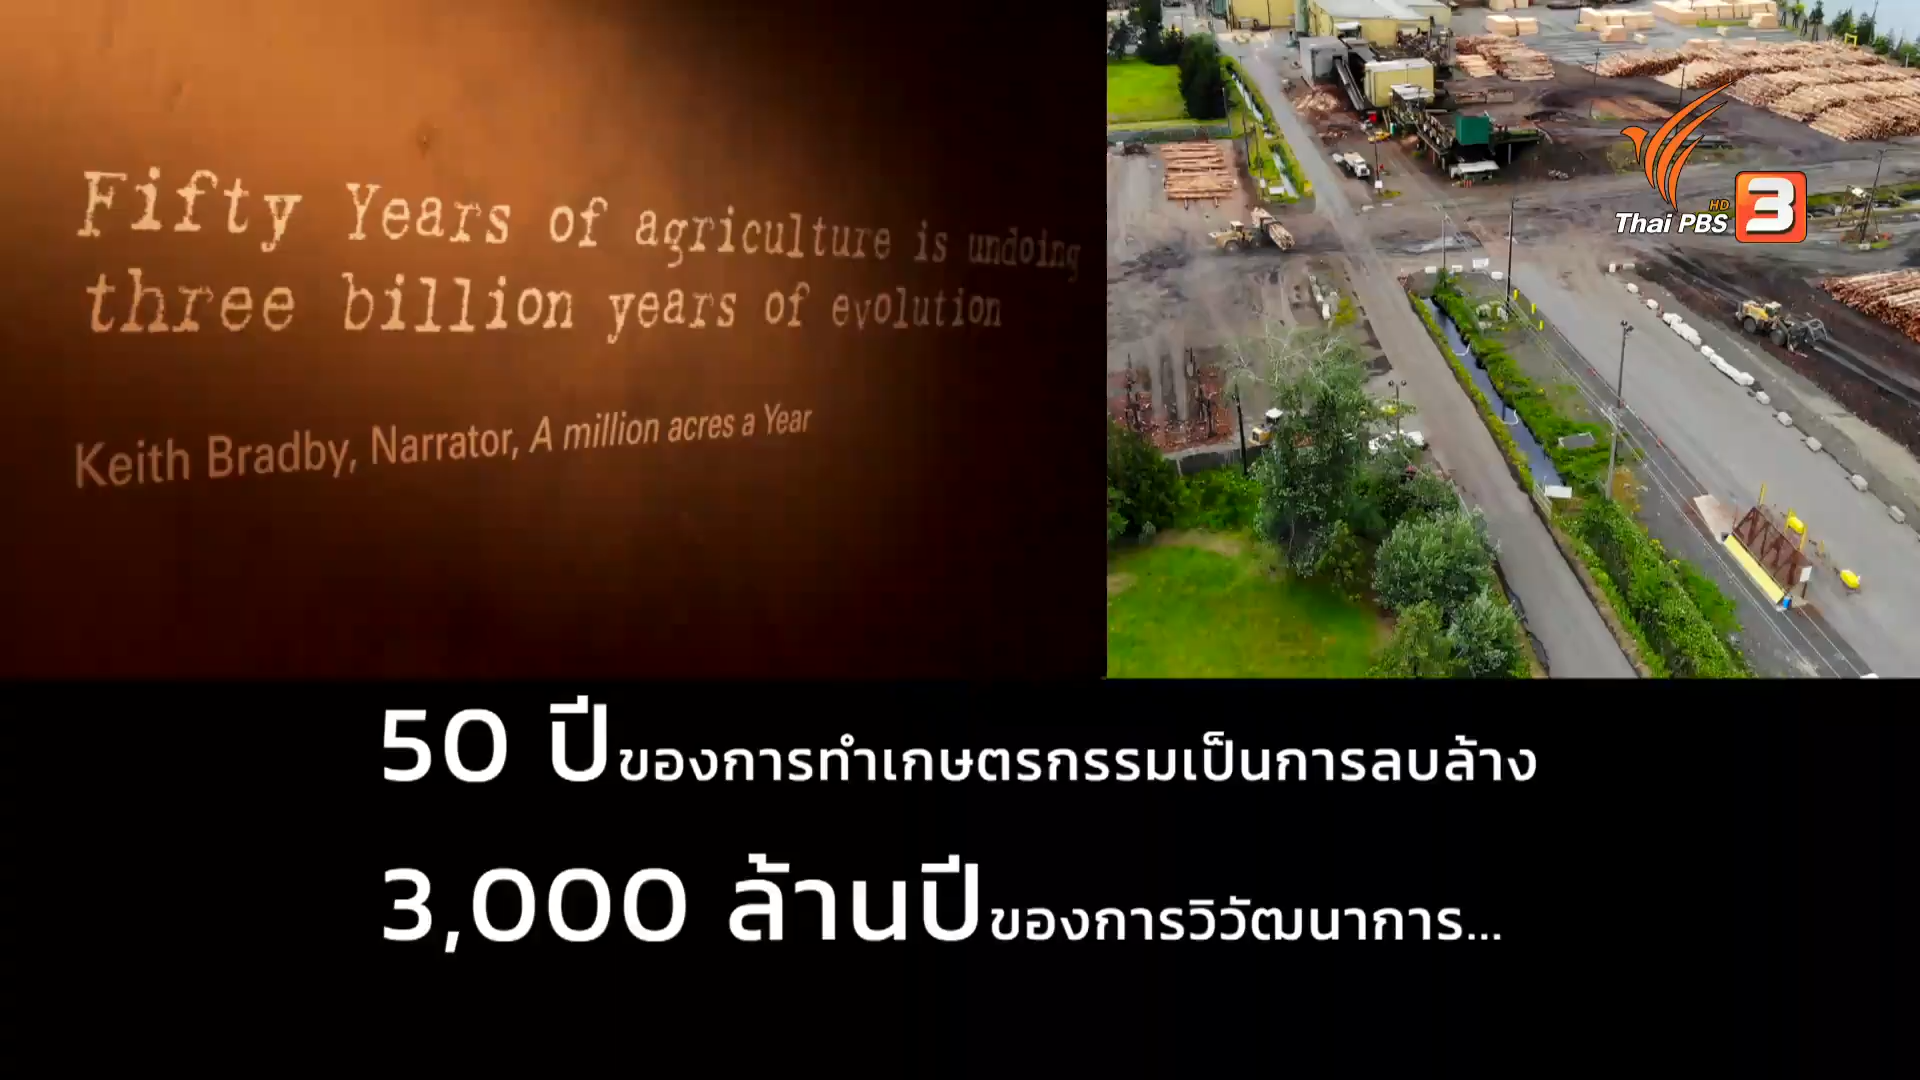 Fifty Years of agriculture is undoing
three billion years of evolution
Keith Bradby, Narrator, A million acres a Year
HD
Thai PBS 3
50 ปีของการทำเกษตรกรรมเป็นการลบล้าง
3,000 ล้านปีของการวิวัฒนาการ...